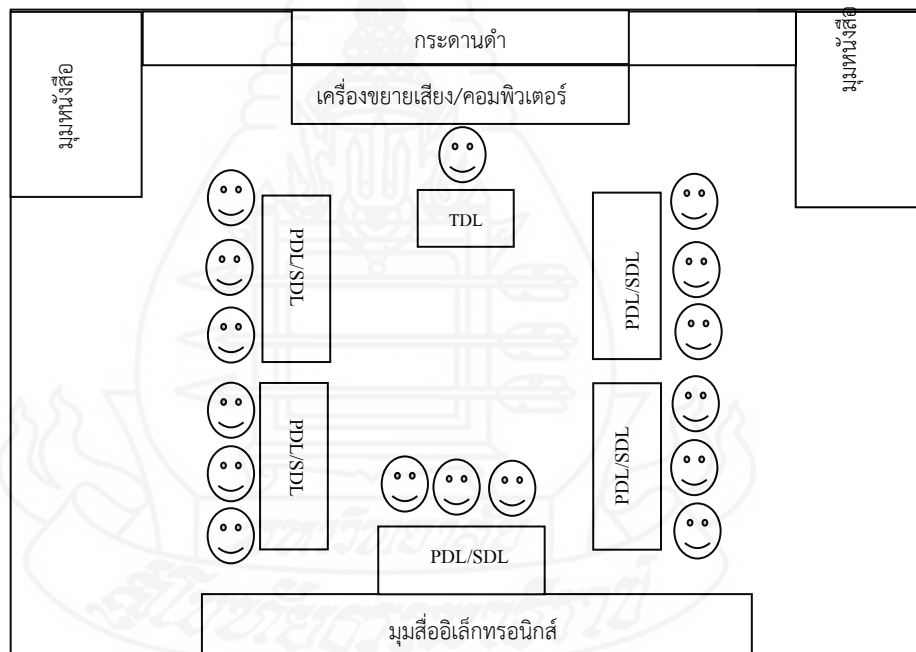 กระดานดำ
มุมหนังสือ
มุมหนังสือ
เครื่องขยายเสียง/คอมพิวเตอร์
TDL
PDL/SDL
PDL/SDL
PDL/SDL
PDL/SDL
PDL/SDL
มุมสื่ออิเล็กทรอนิกส์